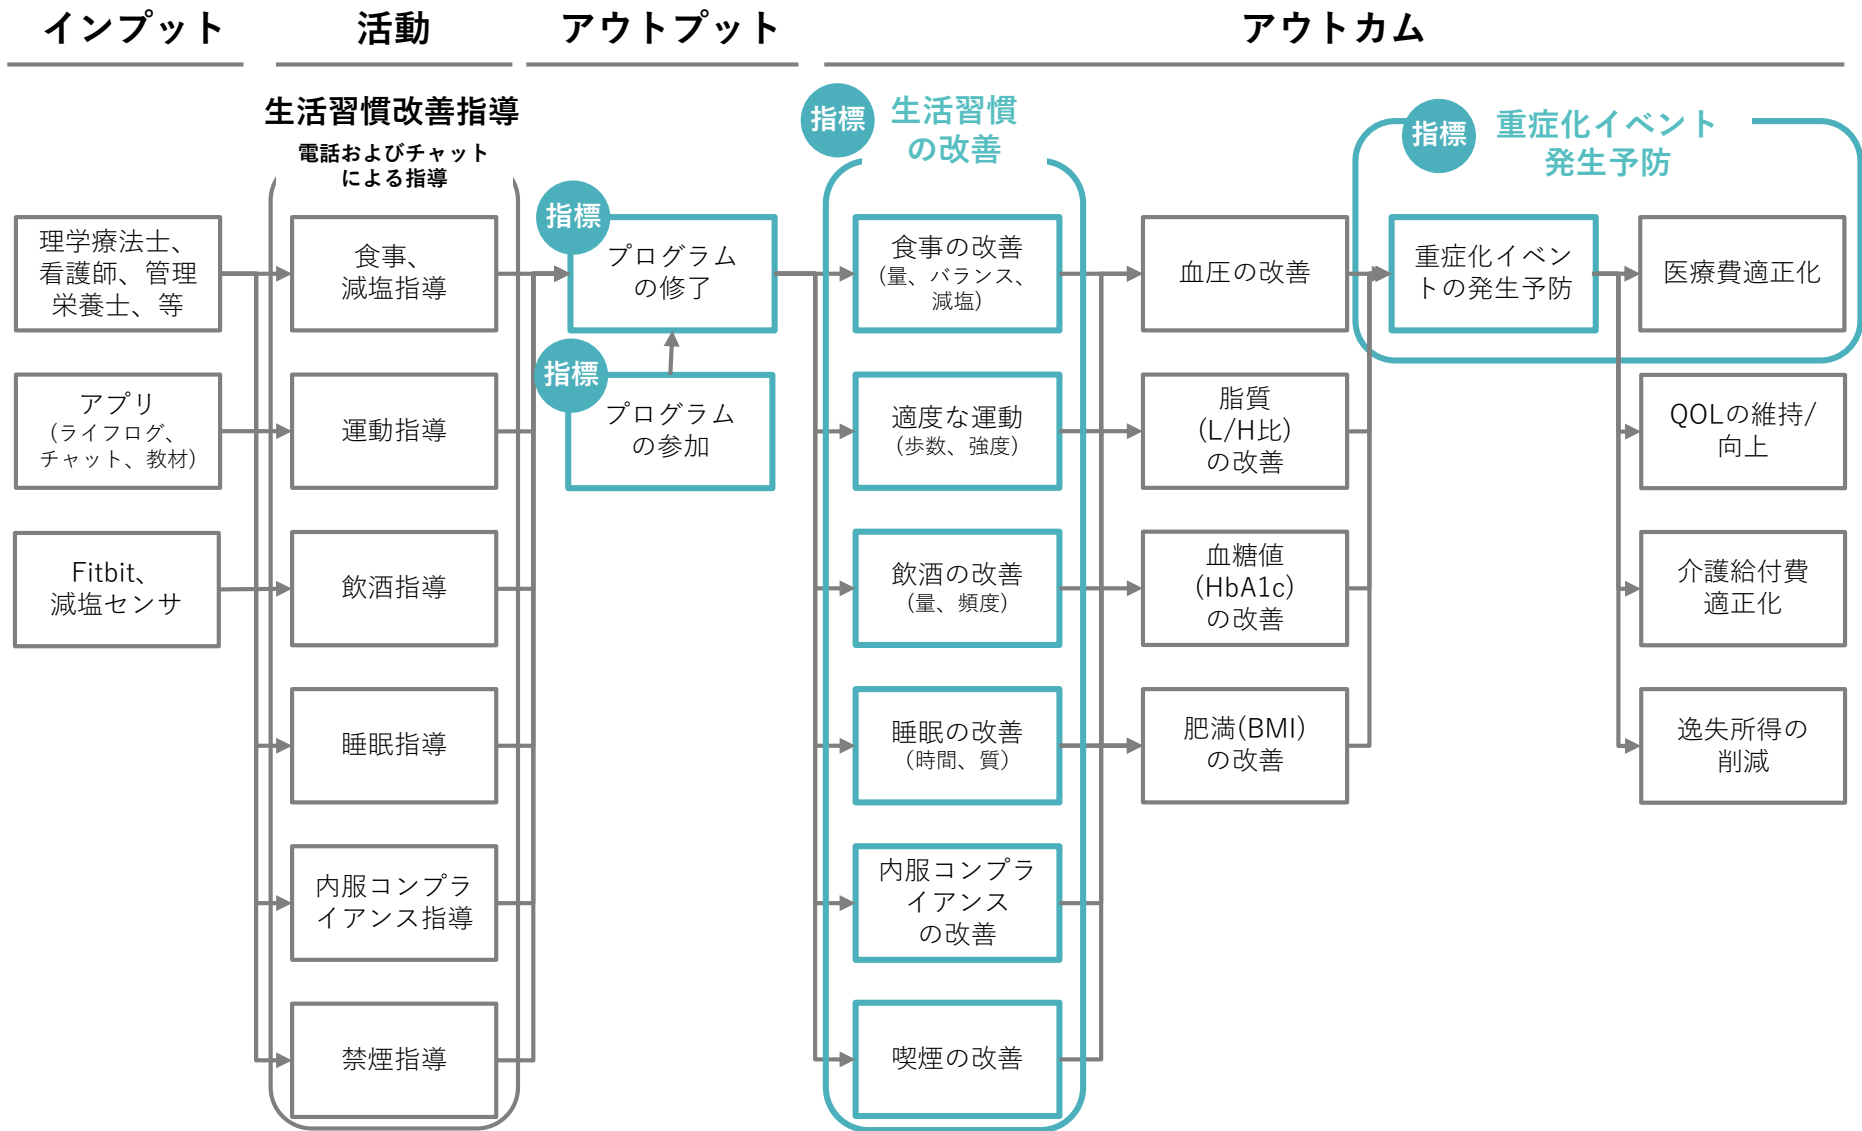 インプット
活動
アウトプット
アウトカム
生活習慣改善指導
電話およびチャット
による指導
指標
生活習慣
の改善
指標
重症化イベント
発生予防
理学療法士、
看護師、管理
栄養士、等
アプリ
(ライフログ、
チャット、教材)
Fitbit、
減塩センサ
食事、
減塩指導
運動指導
飲酒指導
睡眠指導
内服コンプラ
イアンス指導
禁煙指導
指標
プログラム
の修了
指標
プログラム
の参加
食事の改善
(量、バランス、
減塩)
適度な運動
(歩数、強度)
飲酒の改善
(量、頻度)
睡眠の改善
(時間、質)
内服コンプラ
イアンス
の改善
喫煙の改善
血圧の改善
脂質
(L/H比)
の改善
血糖値
(HbA1c)
の改善
肥満(BMI)
の改善
重症化イベン
トの発生予防
医療費適正化
QOLの維持/
向上
介護給付費
適正化
逸失所得の
削減